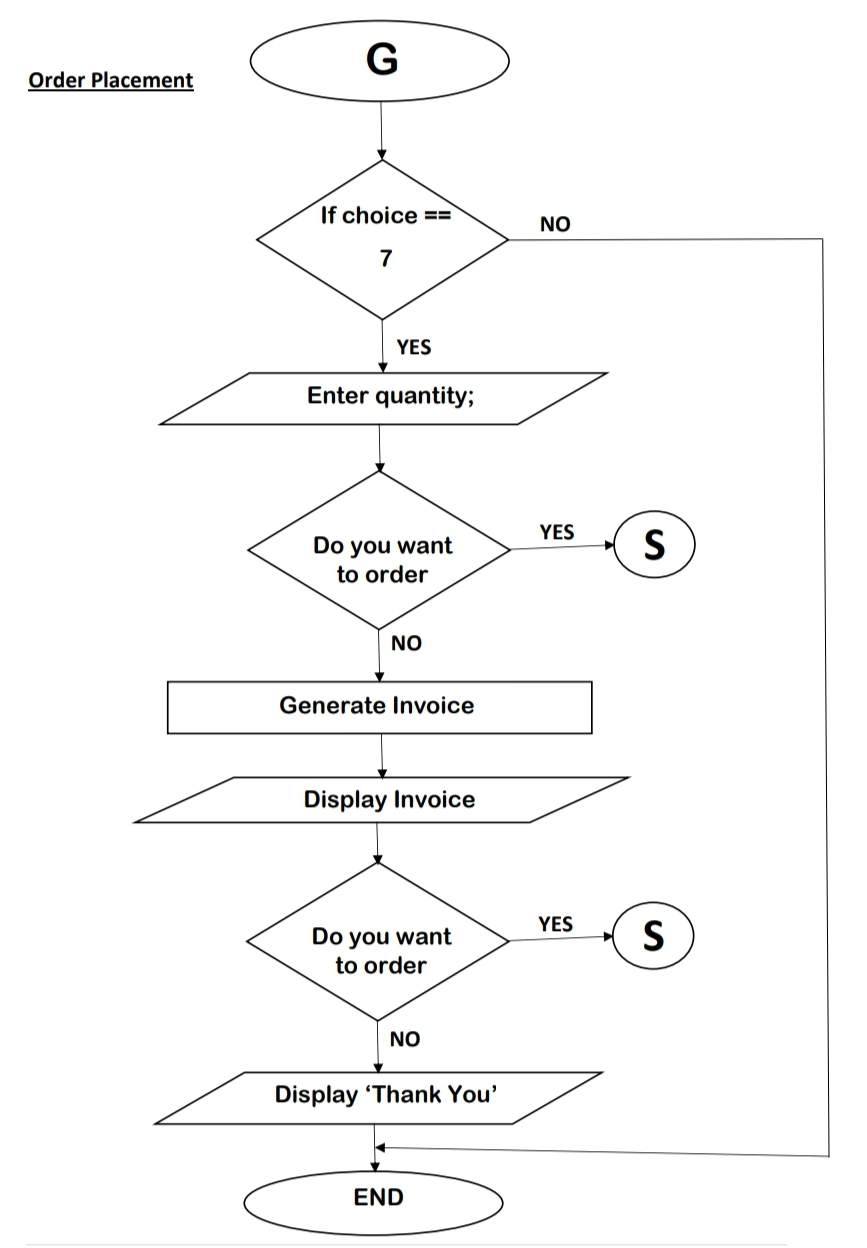 G
Order Placement
If choice ==
7
NO
YES
Enter quantity;
Do you want
to order
YES
S
NO
Generate Invoice
Display Invoice
Do you want
to order
YES
S
NO
Display ‘Thank You’
END